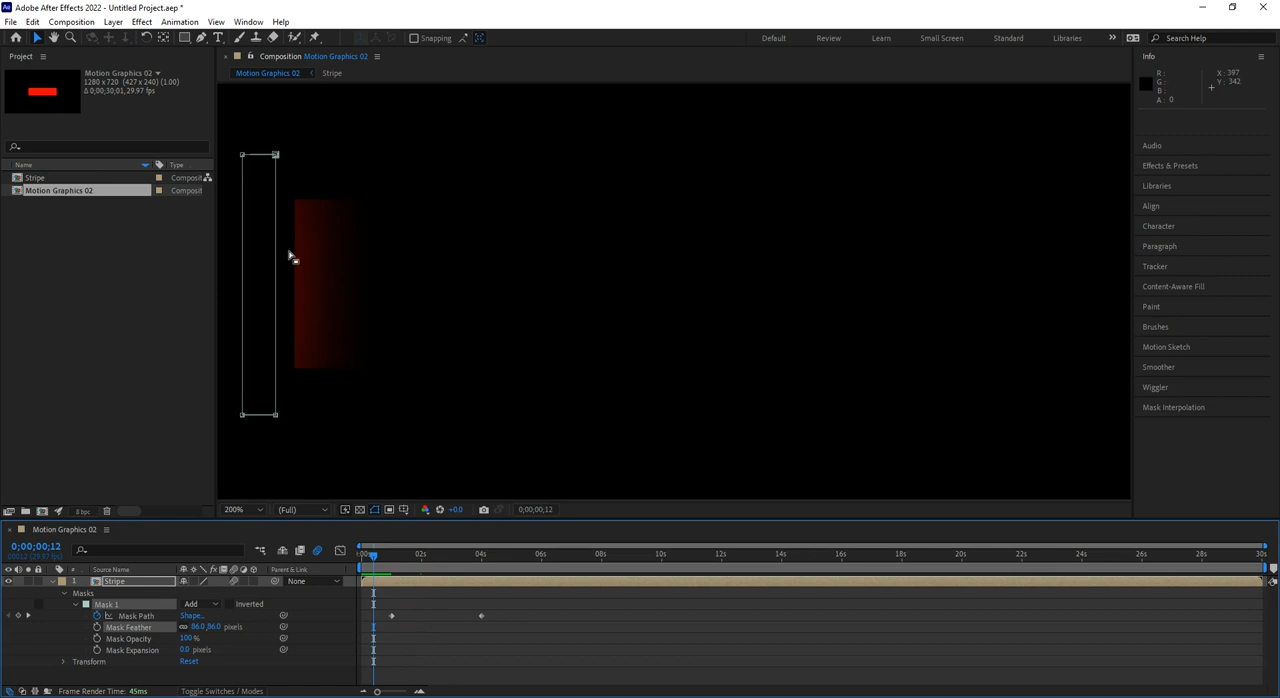 Ae Adobe After Effects 2022 - Untitled Project.aep *
File Edit Composition Layer Effect Animation View Window Help
Snapping Default Review Learn Small Screen Standard Libraries Search Help
Project
Composition Motion Graphics 02
Info
Motion Graphics 02
1280 x 720 (427 x 240) (1.00)
Δ 0;00;30;01, 29.97 fps
Motion Graphics 02 Stripe
R :
G :
B :
A : 0
X : 397
Y : 342
Name Type
Stripe Composit
Motion Graphics 02 Composit
Audio
Effects & Presets
Libraries
Align
Character
Paragraph
Tracker
Content-Aware Fill
Paint
Brushes
Motion Sketch
Smoother
Wiggler
Mask Interpolation
8 bpc
200% (Full) +0.0 0;00;00;12
Motion Graphics 02
0;00;00;12
00012 (29.97 fps)
:00s 02s 04s 06s 08s 10s 12s 14s 16s 18s 20s 22s 24s 26s 28s 30s
# Source Name Parent & Link
1 Stripe None
Masks
Mask 1 Add Inverted
Mask Path Shape...
Mask Feather 86.0,86.0 pixels
Mask Opacity 100 %
Mask Expansion 0.0 pixels
Transform Reset
Frame Render Time: 45ms Toggle Switches / Modes